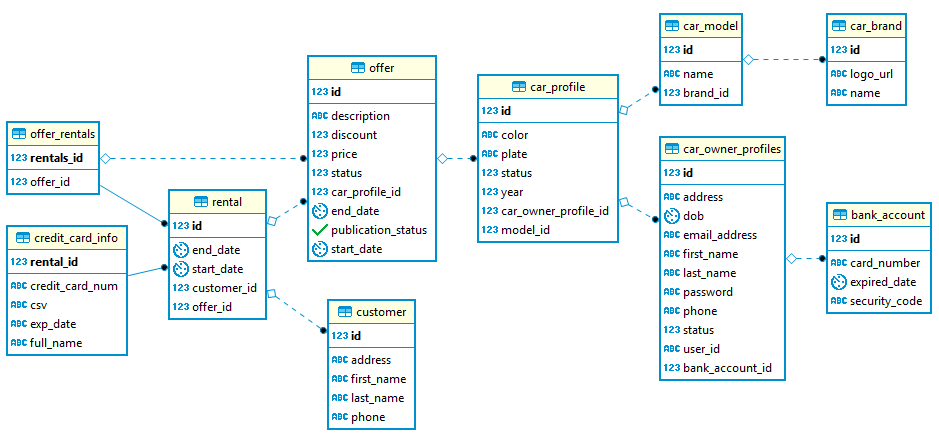 offer_rentals
123 rentals_id
123 offer_id
credit_card_info
123 rental_id
ABC credit_card_num
ABC csv
ABC exp_date
ABC full_name
rental
123 id
end_date
start_date
123 customer_id
123 offer_id
offer
123 id
ABC description
123 discount
123 price
123 status
123 car_profile_id
end_date
publication_status
start_date
customer
123 id
ABC address
ABC first_name
ABC last_name
ABC phone
car_profile
123 id
ABC color
ABC plate
123 status
123 year
123 car_owner_profile_id
123 model_id
car_model
123 id
ABC name
123 brand_id
car_brand
123 id
ABC logo_url
ABC name
car_owner_profiles
123 id
ABC address
dob
ABC email_address
ABC first_name
ABC last_name
ABC password
ABC phone
123 status
ABC user_id
123 bank_account_id
bank_account
123 id
ABC card_number
expired_date
ABC security_code